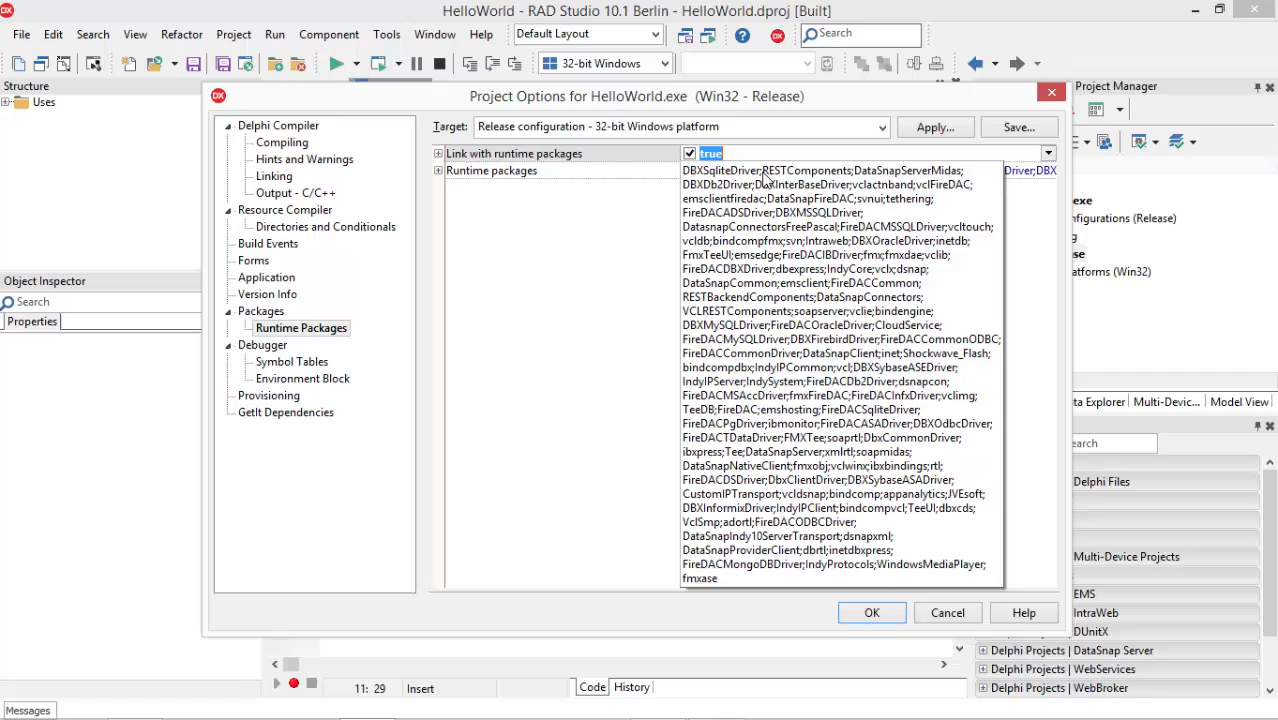 HelloWorld - RAD Studio 10.1 Berlin - HelloWorld.dproj [Built]
File Edit Search View Refactor Project Run Component Tools Window Help Default Layout Search
32-bit Windows
Structure
Uses
Object Inspector
Search
Properties
Project Options for HelloWorld.exe (Win32 - Release)
Delphi Compiler
Compiling
Hints and Warnings
Linking
Output - C/C++
Resource Compiler
Directories and Conditionals
Build Events
Forms
Application
Version Info
Packages
Runtime Packages
Debugger
Symbol Tables
Environment Block
Provisioning
GetIt Dependencies
Target: Release configuration - 32-bit Windows platform Apply... Save...
Link with runtime packages true
Runtime packages Driver;DBX
DBXSqliteDriver;RESTComponents;DataSnapServerMidas;
DBXDb2Driver;DBXInterBaseDriver;vclactnband;vclFireDAC;
emsclientfiredac;DataSnapFireDAC;svnui;tethering;
FireDACADSDriver;DBXMSSQLDriver;
DatasnapConnectorsFreePascal;FireDACMSSQLDriver;vcltouch;
vcldb;bindcompfmx;svn;Intraweb;DBXOracleDriver;inetdb;
FmxTeeUI;emsedge;FireDACIBDriver;fmx;fmxdae;vclib;
FireDACDBXDriver;dbexpress;IndyCore;vclx;dsnap;
DataSnapCommon;emsclient;FireDACCommon;
RESTBackendComponents;DataSnapConnectors;
VCLRESTComponents;soapserver;vclie;bindengine;
DBXMySQLDriver;FireDACOracleDriver;CloudService;
FireDACMySQLDriver;DBXFirebirdDriver;FireDACCommonODBC;
FireDACCommonDriver;DataSnapClient;inet;Shockwave_Flash;
bindcompdbx;IndyIPCommon;vcl;DBXSybaseASEDriver;
IndyIPServer;IndySystem;FireDACDb2Driver;dsnapcon;
FireDACMSAccDriver;fmxFireDAC;FireDACInfxDriver;vclimg;
TeeDB;FireDAC;emshosting;FireDACSqliteDriver;
FireDACPgDriver;ibmonitor;FireDACASADriver;DBXOdbcDriver;
FireDACTDataDriver;FMXTee;soaprtl;DbxCommonDriver;
ibxpress;Tee;DataSnapServer;xmlrtl;soapmidas;
DataSnapNativeClient;fmxobj;vclwinx;ibxbindings;rtl;
FireDACDSDriver;DbxClientDriver;DBXSybaseASADriver;
CustomIPTransport;vcldsnap;bindcomp;appanalytics;JVEsoft;
DBXInformixDriver;IndyIPClient;bindcompvcl;TeeUI;dbxcds;
VclSmp;adortl;FireDACODBCDriver;
DataSnapIndy10ServerTransport;dsnapxml;
DataSnapProviderClient;dbrtl;inetdbxpress;
FireDACMongoDBDriver;IndyProtocols;WindowsMediaPlayer;
fmxase
OK Cancel Help
Project Manager
.exe
figurations (Release)
g
se
atforms (Win32)
ta Explorer Multi-Devic... Model View
earch
Delphi Files
Multi-Device Projects
EMS
IntraWeb
DUnitX
Delphi Projects | DataSnap Server
Delphi Projects | WebServices
Delphi Projects | WebBroker
11: 29 Insert Code History
Messages